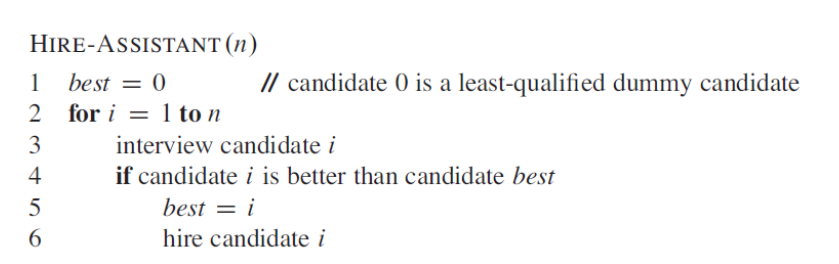 HIRE-ASSISTANT(n)
1 best = 0 // candidate 0 is a least-qualified dummy candidate
2 for i = 1 to n
3 interview candidate i
4 if candidate i is better than candidate best
5 best = i
6 hire candidate i